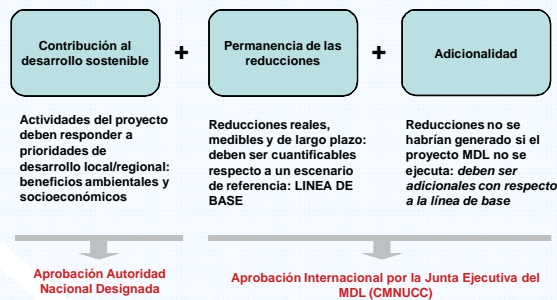 Contribución al
desarrollo sostenible
+
Permanencia de las
reducciones
+
Adicionalidad
Actividades del proyecto
deben responder a
prioridades de
desarrollo local/regional:
beneficios ambientales y
socioeconómicos
Reducciones reales,
medibles y de largo plazo:
deben ser cuantificables
respecto a un escenario
de referencia: LINEA DE
BASE
Reducciones no se
habrían generado si el
proyecto MDL no se
ejecuta: deben ser
adicionales con respecto
a la línea de base
Aprobación Autoridad
Nacional Designada
Aprobación Internacional por la Junta Ejecutiva del
MDL (CMNUCC)